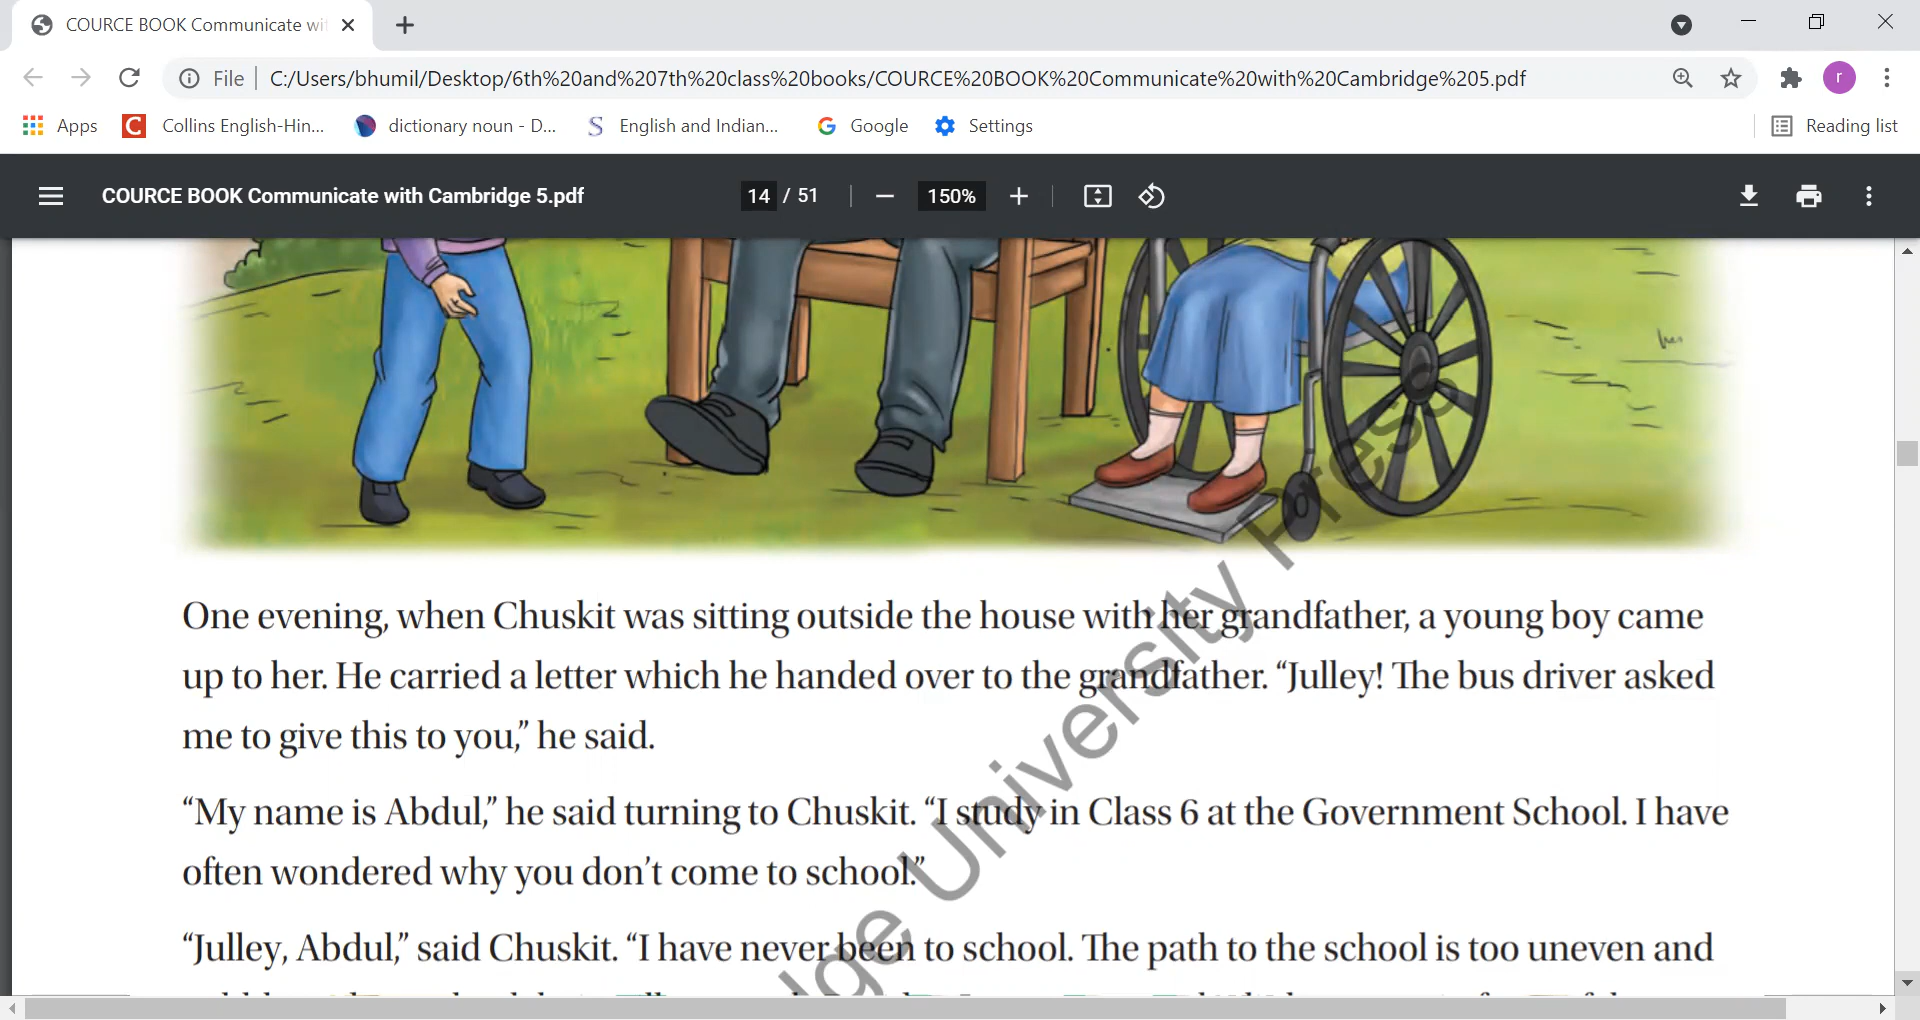 COURCE BOOK Communicate wi
File C:/Users/bhumil/Desktop/6th%20and%207th%20class%20books/COURCE%20BOOK%20Communicate%20with%20Cambridge%205.pdf r
Apps C Collins English-Hin... dictionary noun - D... S English and Indian... G Google Settings Reading list
COURCE BOOK Communicate with Cambridge 5.pdf 14 / 51 150%
One evening, when Chuskit was sitting outside the house with her grandfather, a young boy came
up to her. He carried a letter which he handed over to the grandfather. “Julley! The bus driver asked
me to give this to you,” he said.
“My name is Abdul,” he said turning to Chuskit. “I study in Class 6 at the Government School. I have
often wondered why you don’t come to school.”
“Julley, Abdul,” said Chuskit. “I have never been to school. The path to the school is too uneven and
University Press